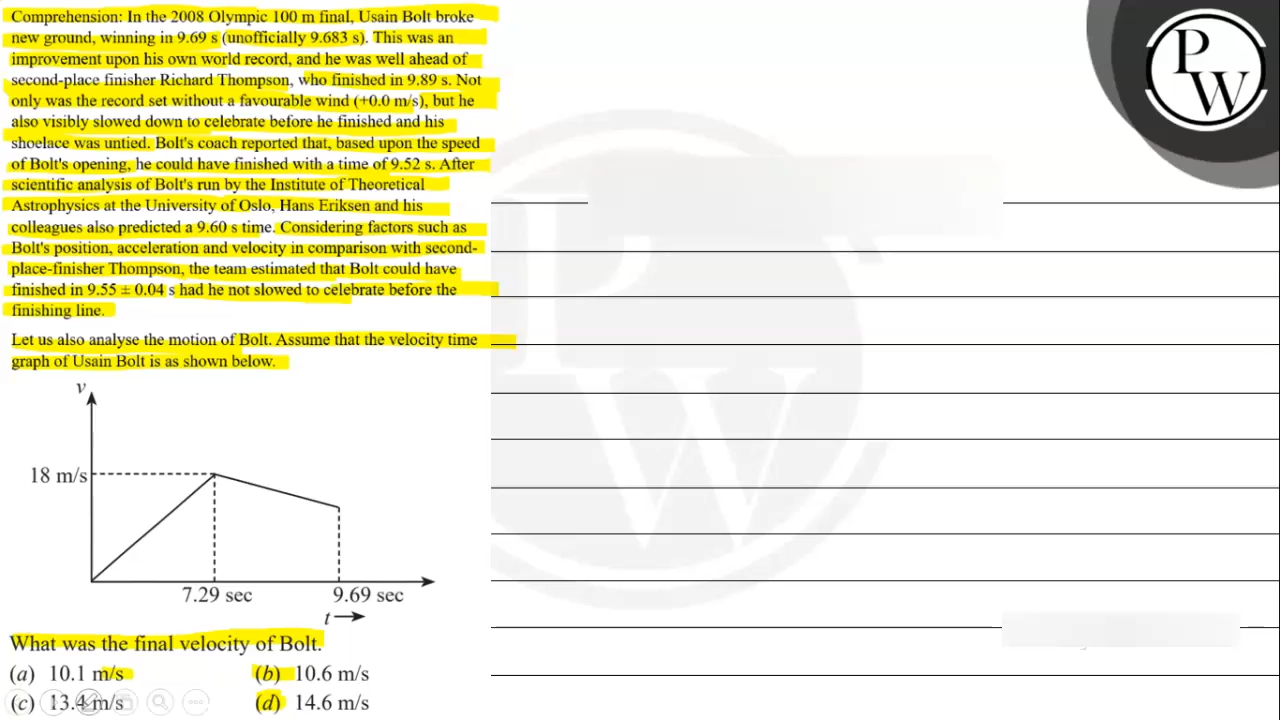 Comprehension: In the 2008 Olympic 100 m final, Usain Bolt broke
new ground, winning in 9.69 s (unofficially 9.683 s). This was an
improvement upon his own world record, and he was well ahead of
second-place finisher Richard Thompson, who finished in 9.89 s. Not
only was the record set without a favourable wind (+0.0 m/s), but he
also visibly slowed down to celebrate before he finished and his
shoelace was untied. Bolt's coach reported that, based upon the speed
of Bolt's opening, he could have finished with a time of 9.52 s. After
scientific analysis of Bolt's run by the Institute of Theoretical
Astrophysics at the University of Oslo, Hans Eriksen and his
colleagues also predicted a 9.60 s time. Considering factors such as
Bolt's position, acceleration and velocity in comparison with second-
place-finisher Thompson, the team estimated that Bolt could have
finished in 9.55 ± 0.04 s had he not slowed to celebrate before the
finishing line.
Let us also analyse the motion of Bolt. Assume that the velocity time
graph of Usain Bolt is as shown below.
v
18 m/s
7.29 sec 9.69 sec
t
What was the final velocity of Bolt.
(a) 10.1 m/s (b) 10.6 m/s
(c) 13.4 m/s (d) 14.6 m/s
P
W
P
W